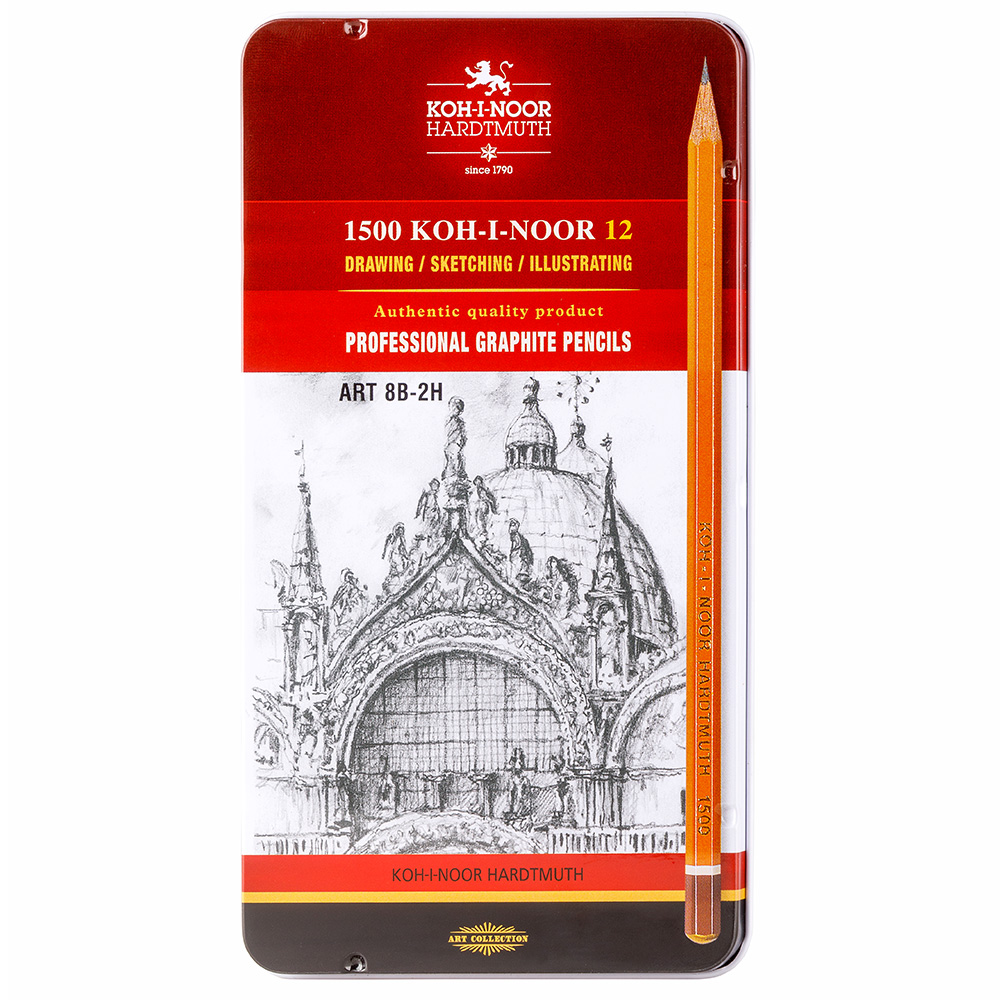 KOH-I-NOOR
HARDTMUTH
since 1790
1500 KOH-I-NOOR 12
DRAWING / SKETCHING / ILLUSTRATING
Authentic quality product
PROFESSIONAL GRAPHITE PENCILS
ART 8B-2H
KOH-I-NOOR HARDTMUTH 1500
KOH-I-NOOR HARDTMUTH
ART COLLECTION